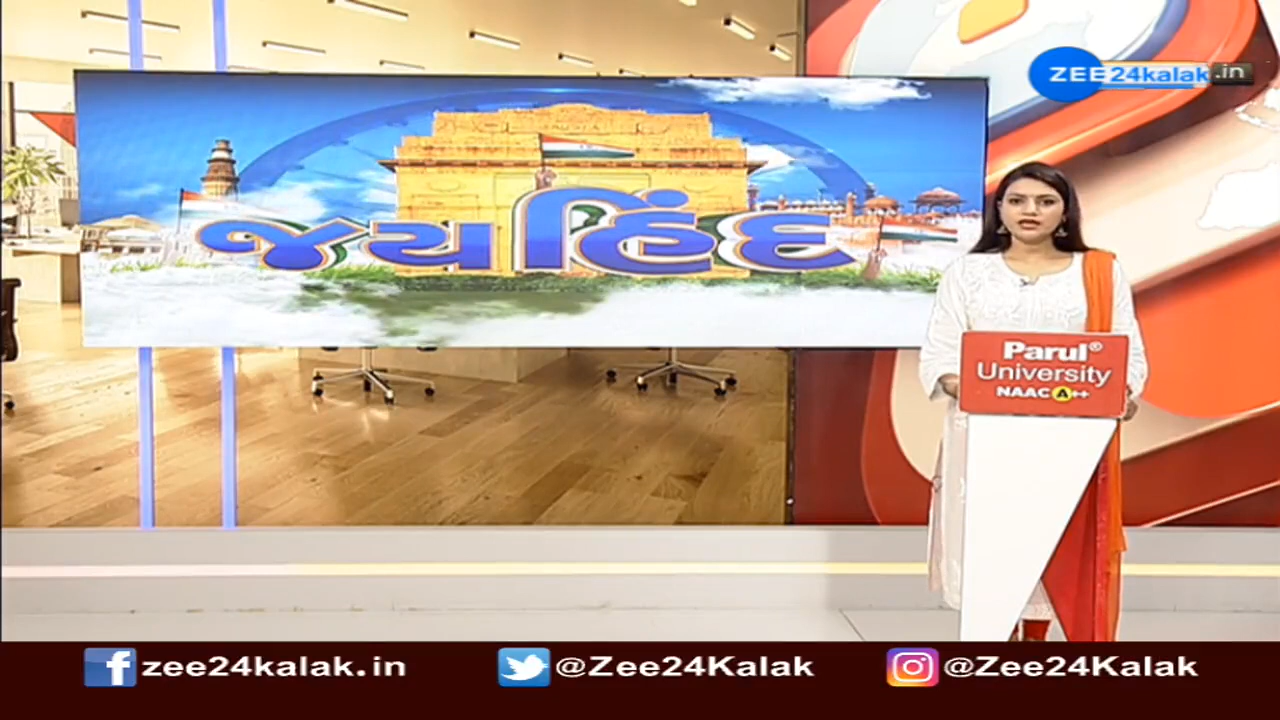 ZEE24kalak.in
જય હિંદ
Parul®
University
NAAC A++
zee24kalak.in
@Zee24Kalak
@Zee24Kalak